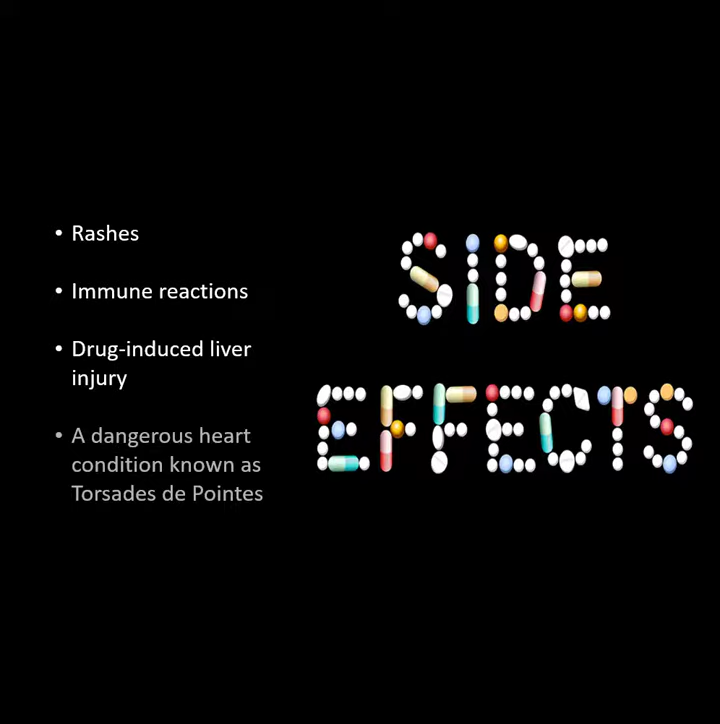 • Rashes
• Immune reactions
• Drug-induced liver
injury
• A dangerous heart
condition known as
Torsades de Pointes
SIDE
EFFECTS